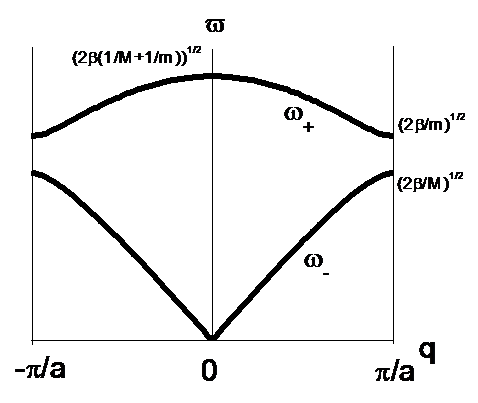 ϖ
(2β(1/M+1/m))^1/2
ω+
(2β/m)^1/2
(2β/M)^1/2
ω-
q
-π/a
0
π/a